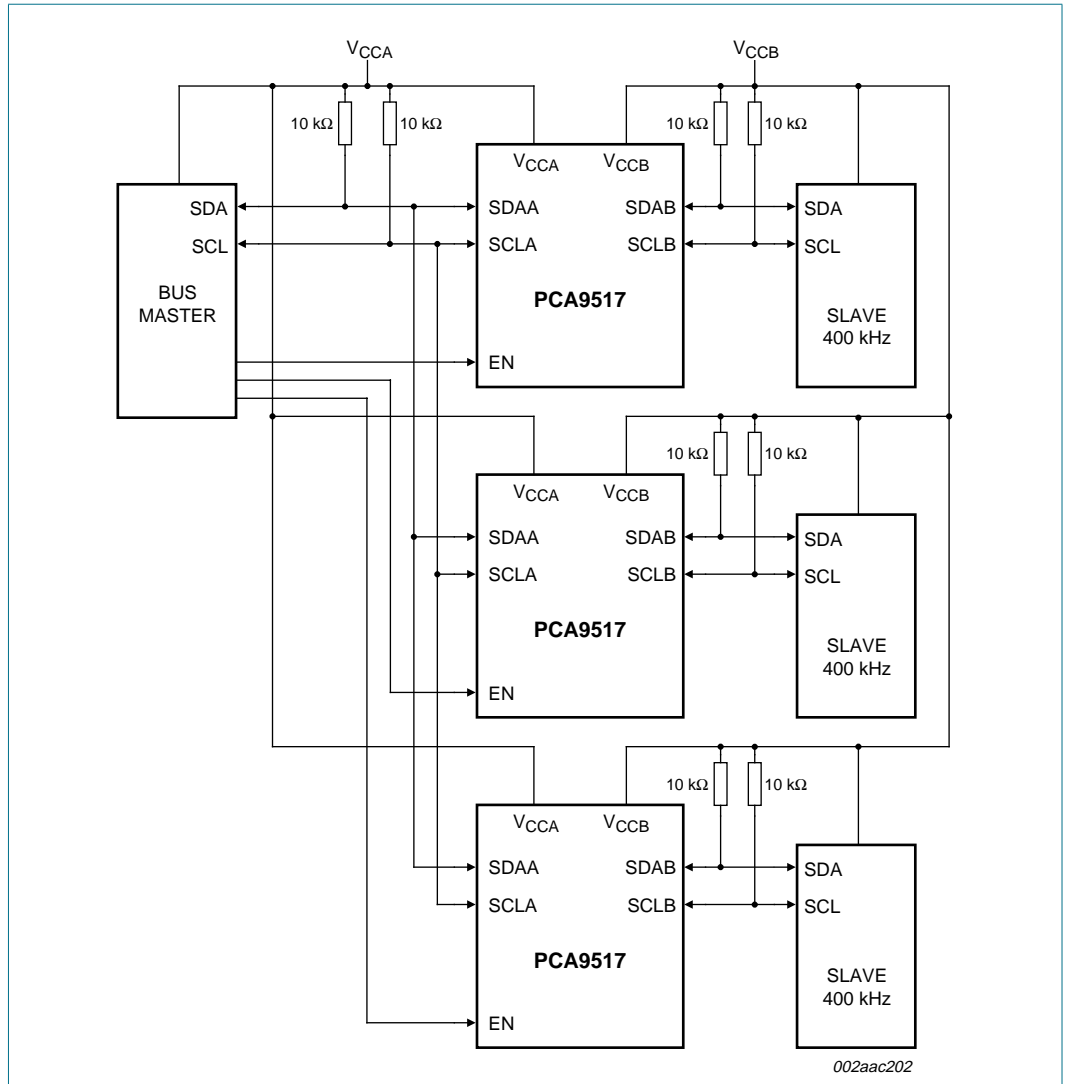 VCCA
VCCB
10 kΩ
10 kΩ
10 kΩ
10 kΩ
VCCA
VCCB
SDA
SCL
BUS
MASTER
SDAA
SCLA
SDAB
SCLB
PCA9517
EN
SDA
SCL
SLAVE
400 kHz
10 kΩ
10 kΩ
VCCA
VCCB
SDAA
SCLA
SDAB
SCLB
PCA9517
EN
SDA
SCL
SLAVE
400 kHz
10 kΩ
10 kΩ
VCCA
VCCB
SDAA
SCLA
SDAB
SCLB
PCA9517
EN
SDA
SCL
SLAVE
400 kHz
002aac202